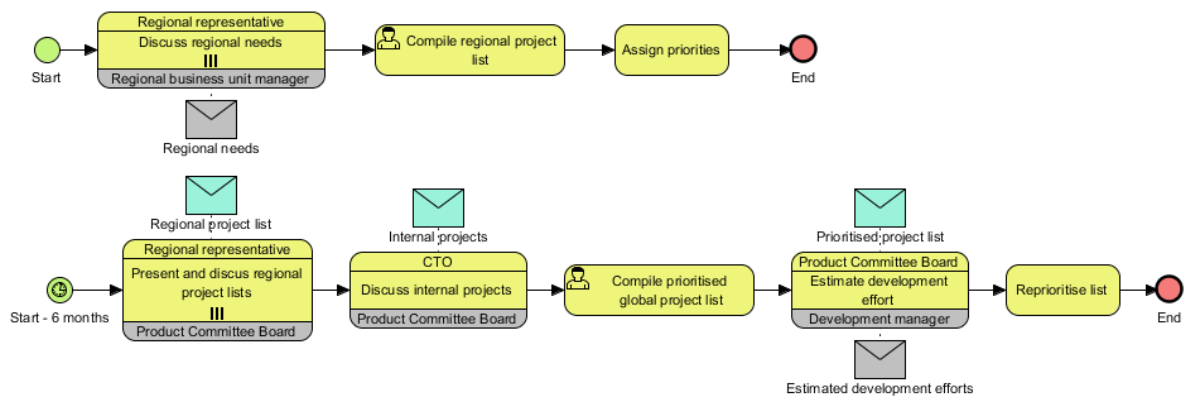 Regional representative
Discuss regional needs
Regional business unit manager
Start
Compile regional project
list
Assign priorities
End
Regional needs
Regional project list
Internal projects
Prioritised project list
Regional representative
Present and discus regional
project lists
Product Committee Board
Start - 6 months
CTO
Discuss internal projects
Product Committee Board
Compile prioritised
global project list
Product Committee Board
Estimate development
effort
Development manager
Reprioritise list
End
Estimated development efforts